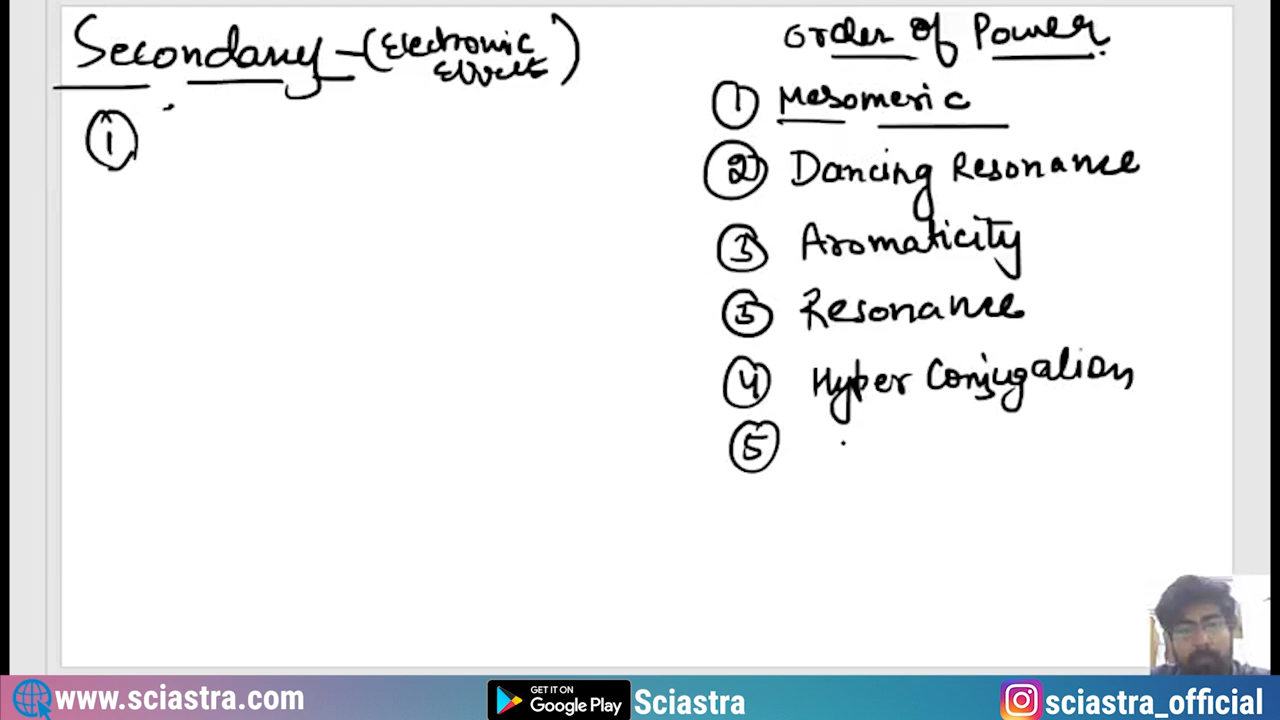 Secondary - (Electronic
Effect)
①
Order of Power
① Mesomeric
② Dancing Resonance
③ Aromaticity
③ Resonance
④ Hyper Conjugation
⑤
www.sciastra.com
GET IT ON
Google Play
Sciastra
sciastra_official